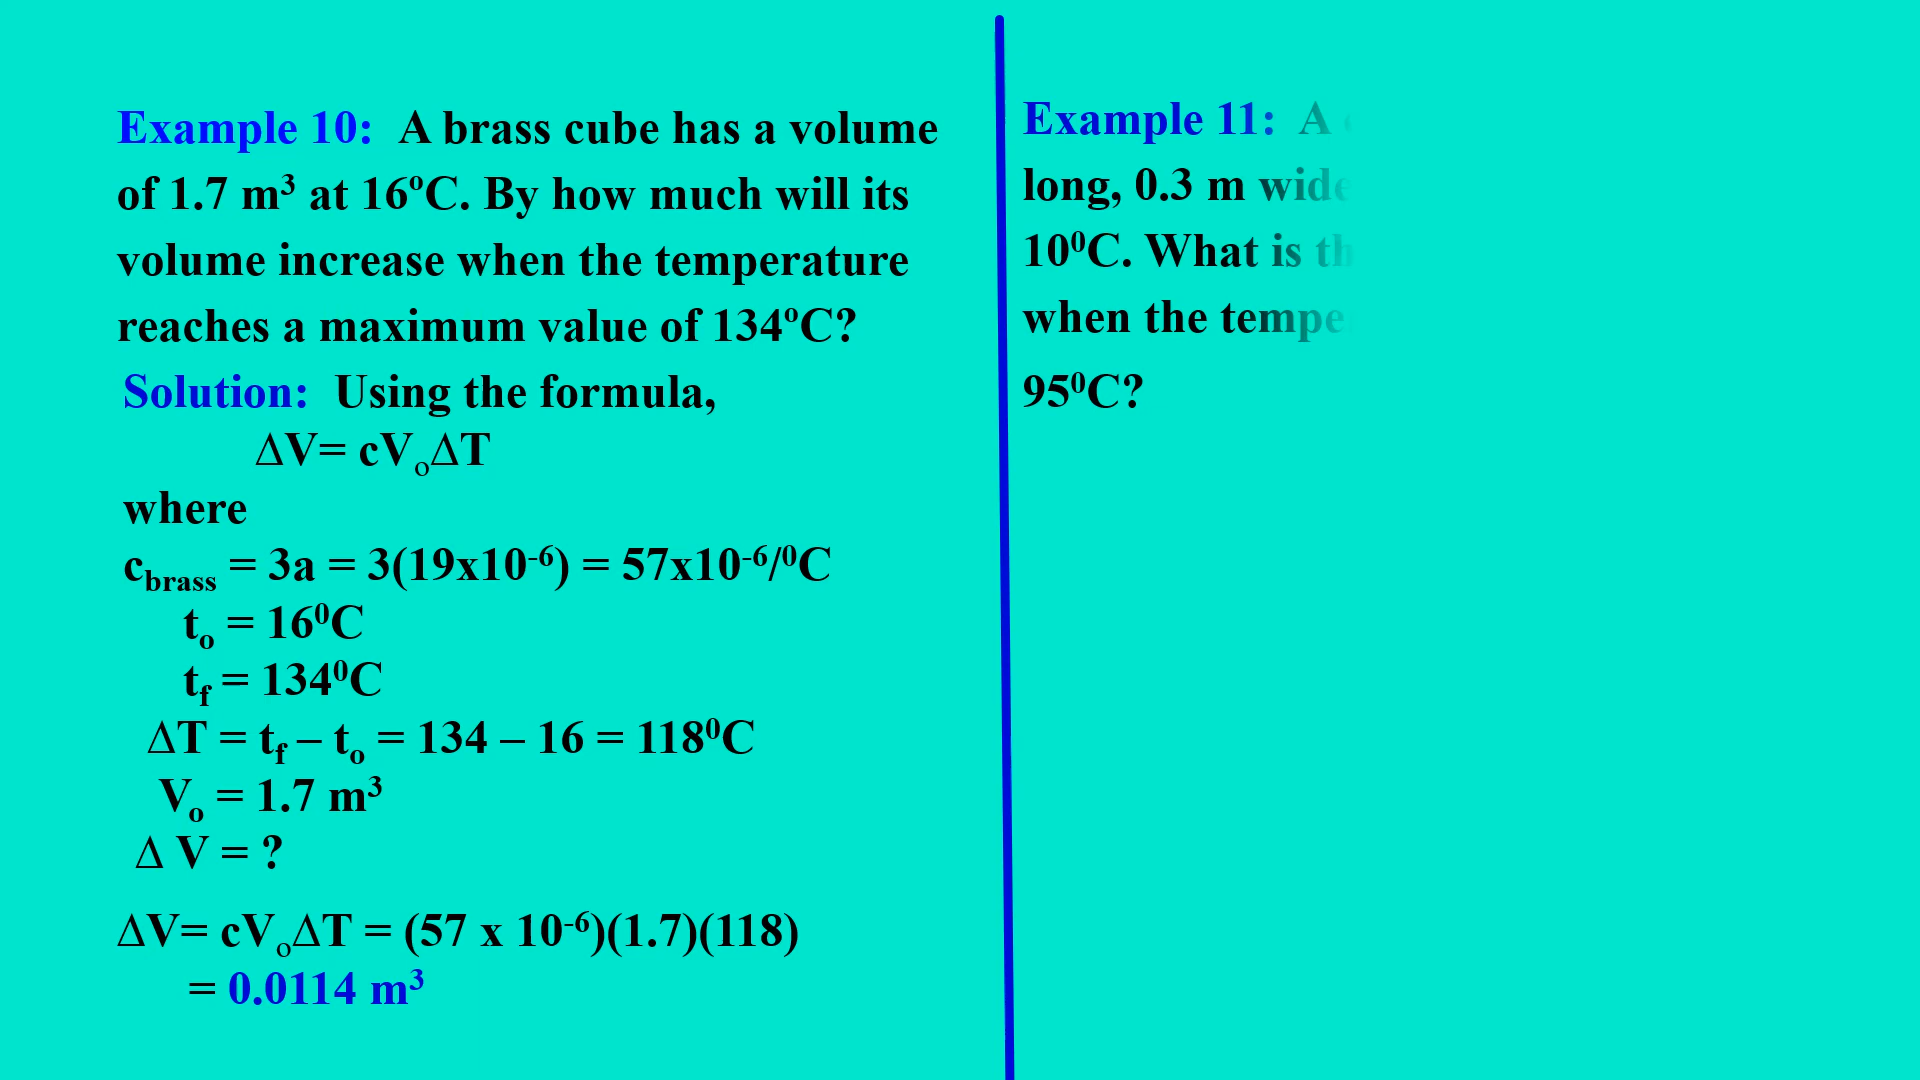 Example 10: A brass cube has a volume
of 1.7 m³ at 16ºC. By how much will its
volume increase when the temperature
reaches a maximum value of 134ºC?
Solution: Using the formula,
ΔV= cVₒΔT
where
c_brass = 3a = 3(19x10⁻⁶) = 57x10⁻⁶/⁰C
tₒ = 16⁰C
t_f = 134⁰C
ΔT = t_f – tₒ = 134 – 16 = 118⁰C
Vₒ = 1.7 m³
Δ V = ?
ΔV= cVₒΔT = (57 x 10⁻⁶)(1.7)(118)
= 0.0114 m³
Example 11: A
long, 0.3 m wide
10⁰C. What is
when the
95⁰C?